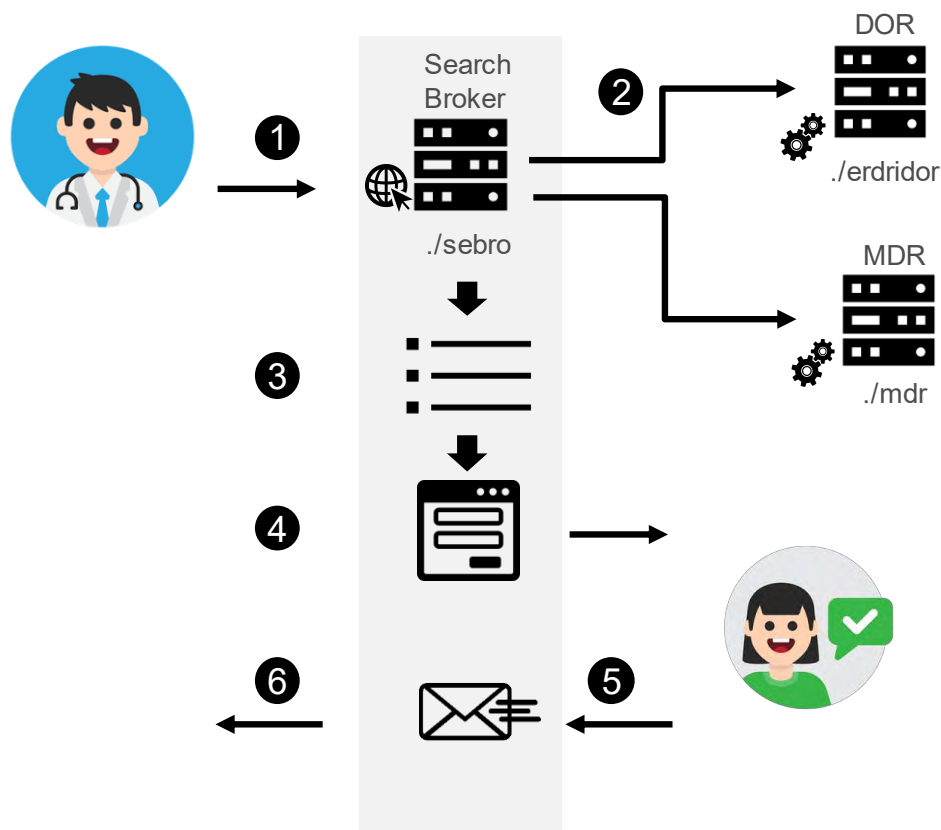 1
Search
Broker
./sebro
2
DOR
./erdridor
MDR
./mdr
3
4
5
6